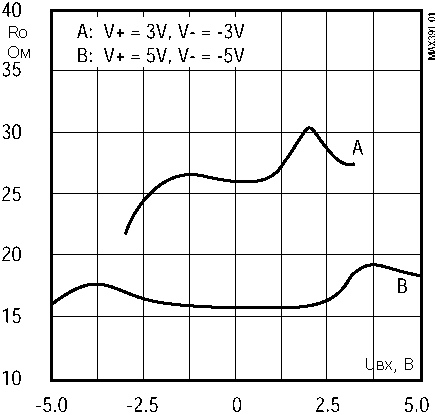 40
RO
ОМ
A: V+ = 3V, V- = -3V
B: V+ = 5V, V- = -5V
MAX391.01
35
30
A
25
20
B
15
UВХ, В
10
-5.0
-2.5
0
2.5
5.0